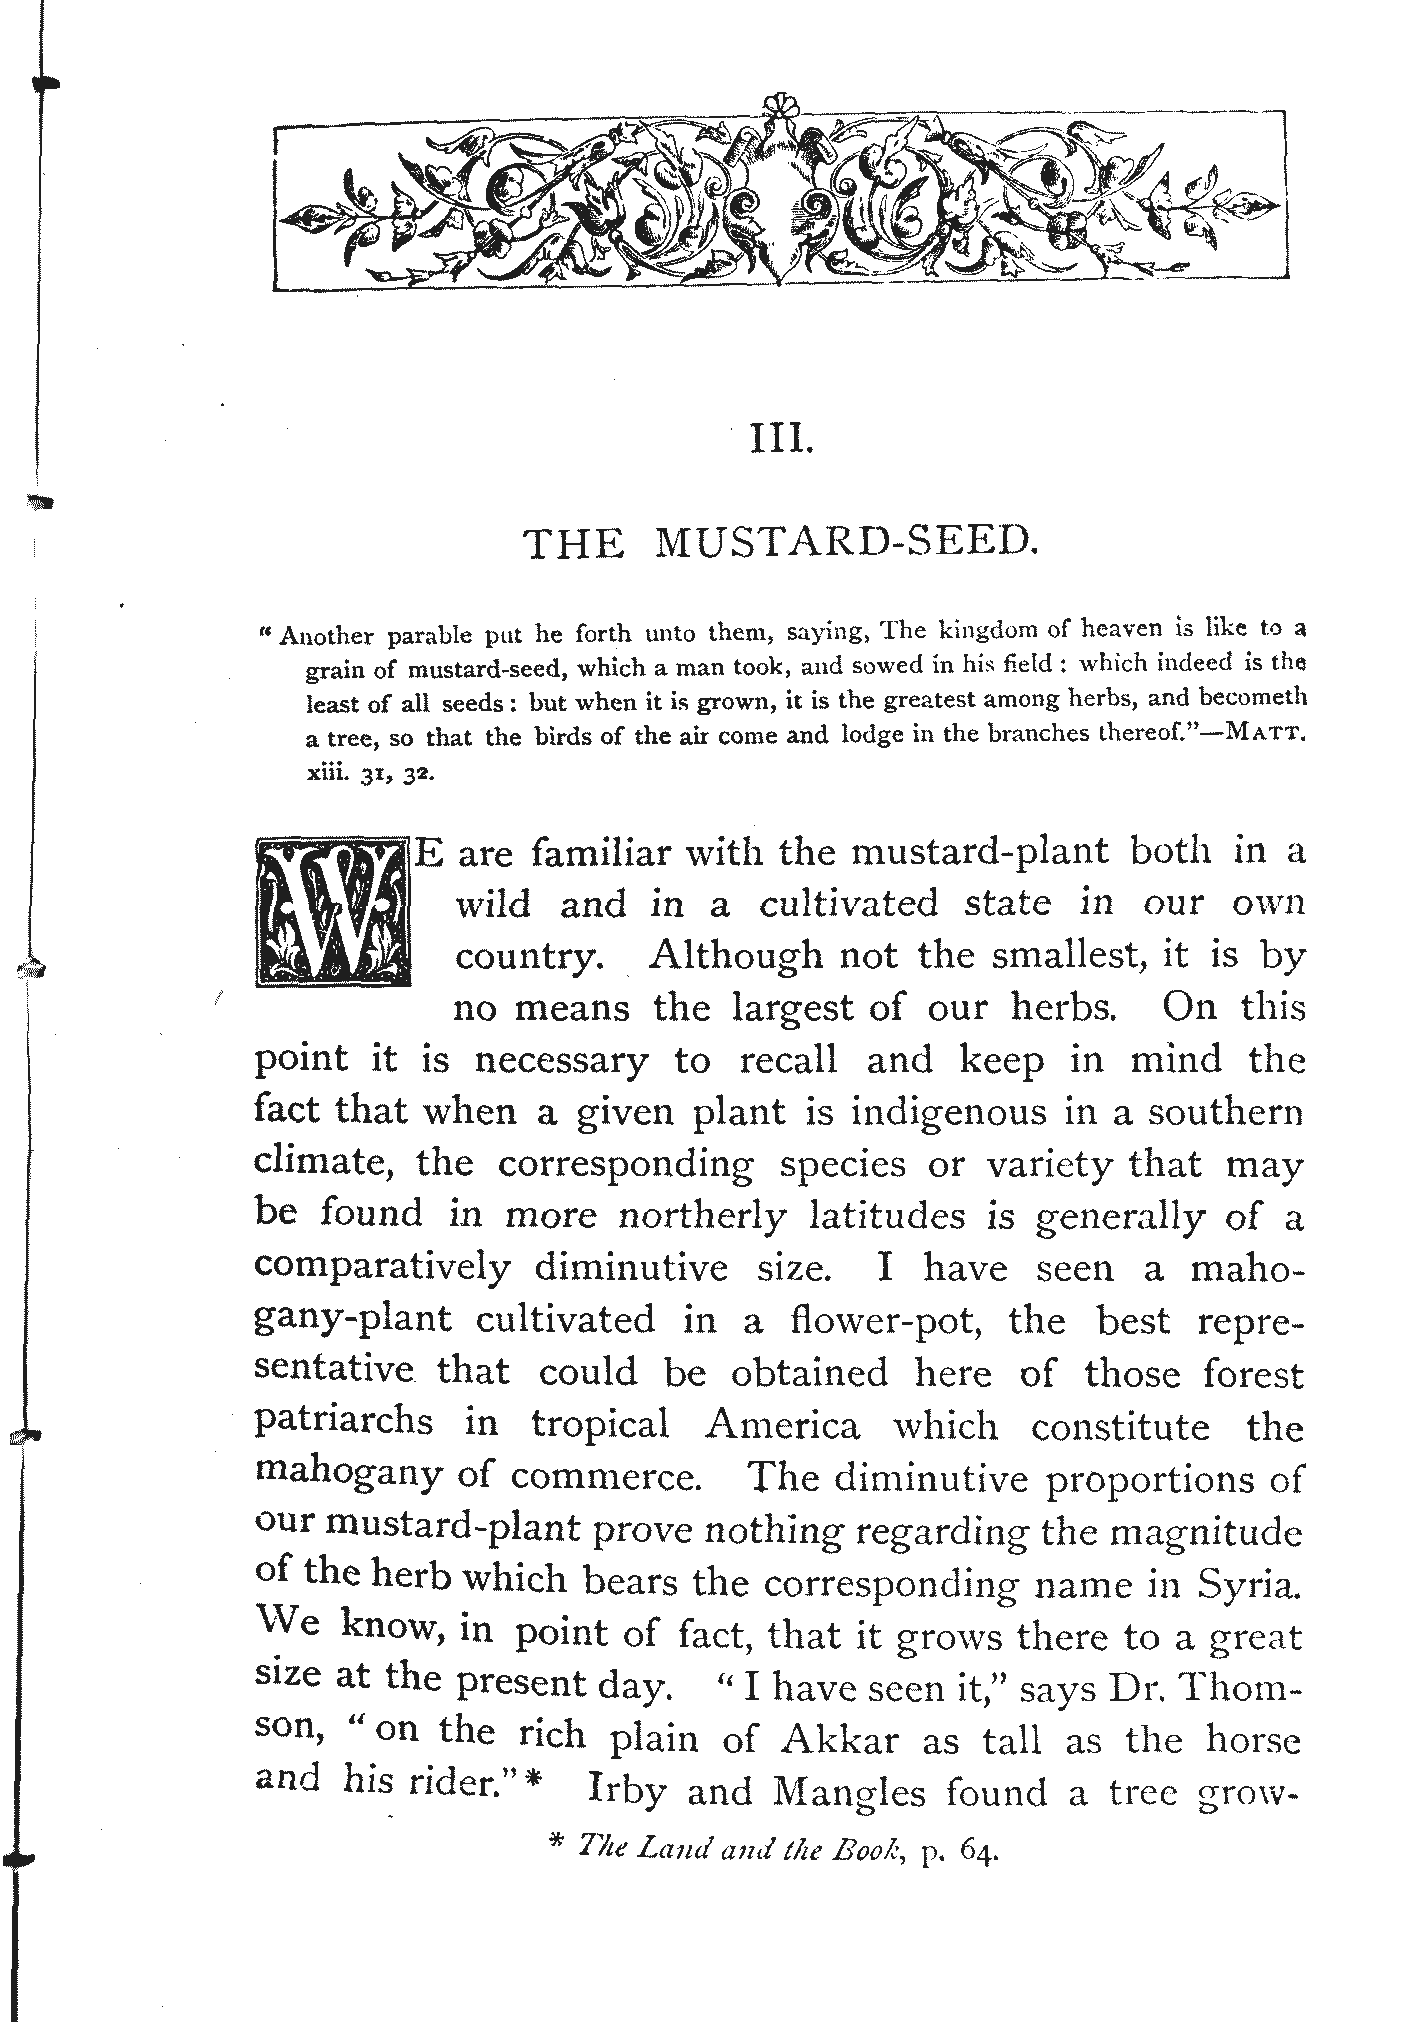 III.
THE MUSTARD-SEED.
“Another parable put he forth unto them, saying, The kingdom of heaven is like to a
grain of mustard-seed, which a man took, and sowed in his field: which indeed is the
least of all seeds: but when it is grown, it is the greatest among herbs, and becometh
a tree, so that the birds of the air come and lodge in the branches thereof.”—MATT.
xiii. 31, 32.
WE are familiar with the mustard-plant both in a
wild and in a cultivated state in our own
country. Although not the smallest, it is by
no means the largest of our herbs. On this
point it is necessary to recall and keep in mind the
fact that when a given plant is indigenous in a southern
climate, the corresponding species or variety that may
be found in more northerly latitudes is generally of a
comparatively diminutive size. I have seen a maho-
gany-plant cultivated in a flower-pot, the best repre-
sentative that could be obtained here of those forest
patriarchs in tropical America which constitute the
mahogany of commerce. The diminutive proportions of
our mustard-plant prove nothing regarding the magnitude
of the herb which bears the corresponding name in Syria.
We know, in point of fact, that it grows there to a great
size at the present day. “I have seen it,” says Dr. Thom-
son, “on the rich plain of Akkar as tall as the horse
and his rider.”* Irby and Mangles found a tree grow-
* The Land and the Book, p. 64.